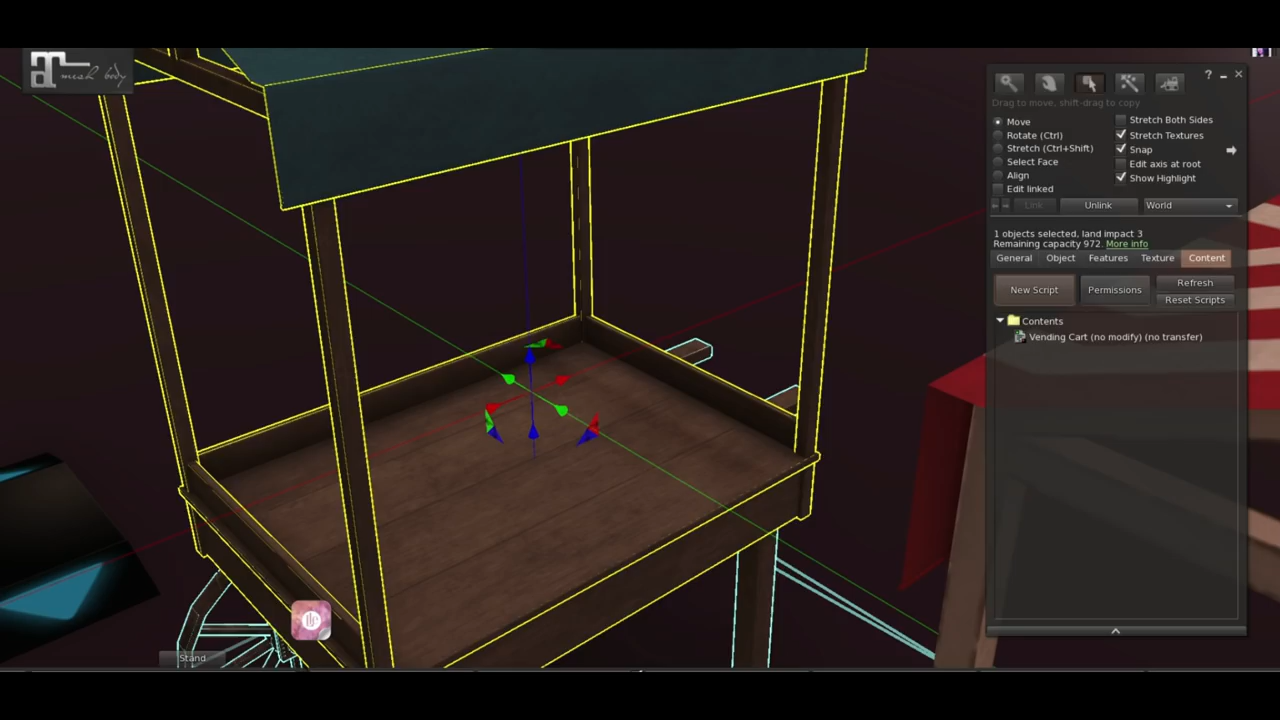 mesh body
?
Drag to move, shift-drag to copy
Move
Rotate (Ctrl)
Stretch (Ctrl+Shift)
Select Face
Align
Edit linked
Stretch Both Sides
Stretch Textures
Snap
Edit axis at root
Show Highlight
Link
Unlink
World
1 objects selected, land impact 3
Remaining capacity 972. More info
General Object Features Texture Content
New Script
Permissions
Refresh
Reset Scripts
Contents
Vending Cart (no modify) (no transfer)
Stand